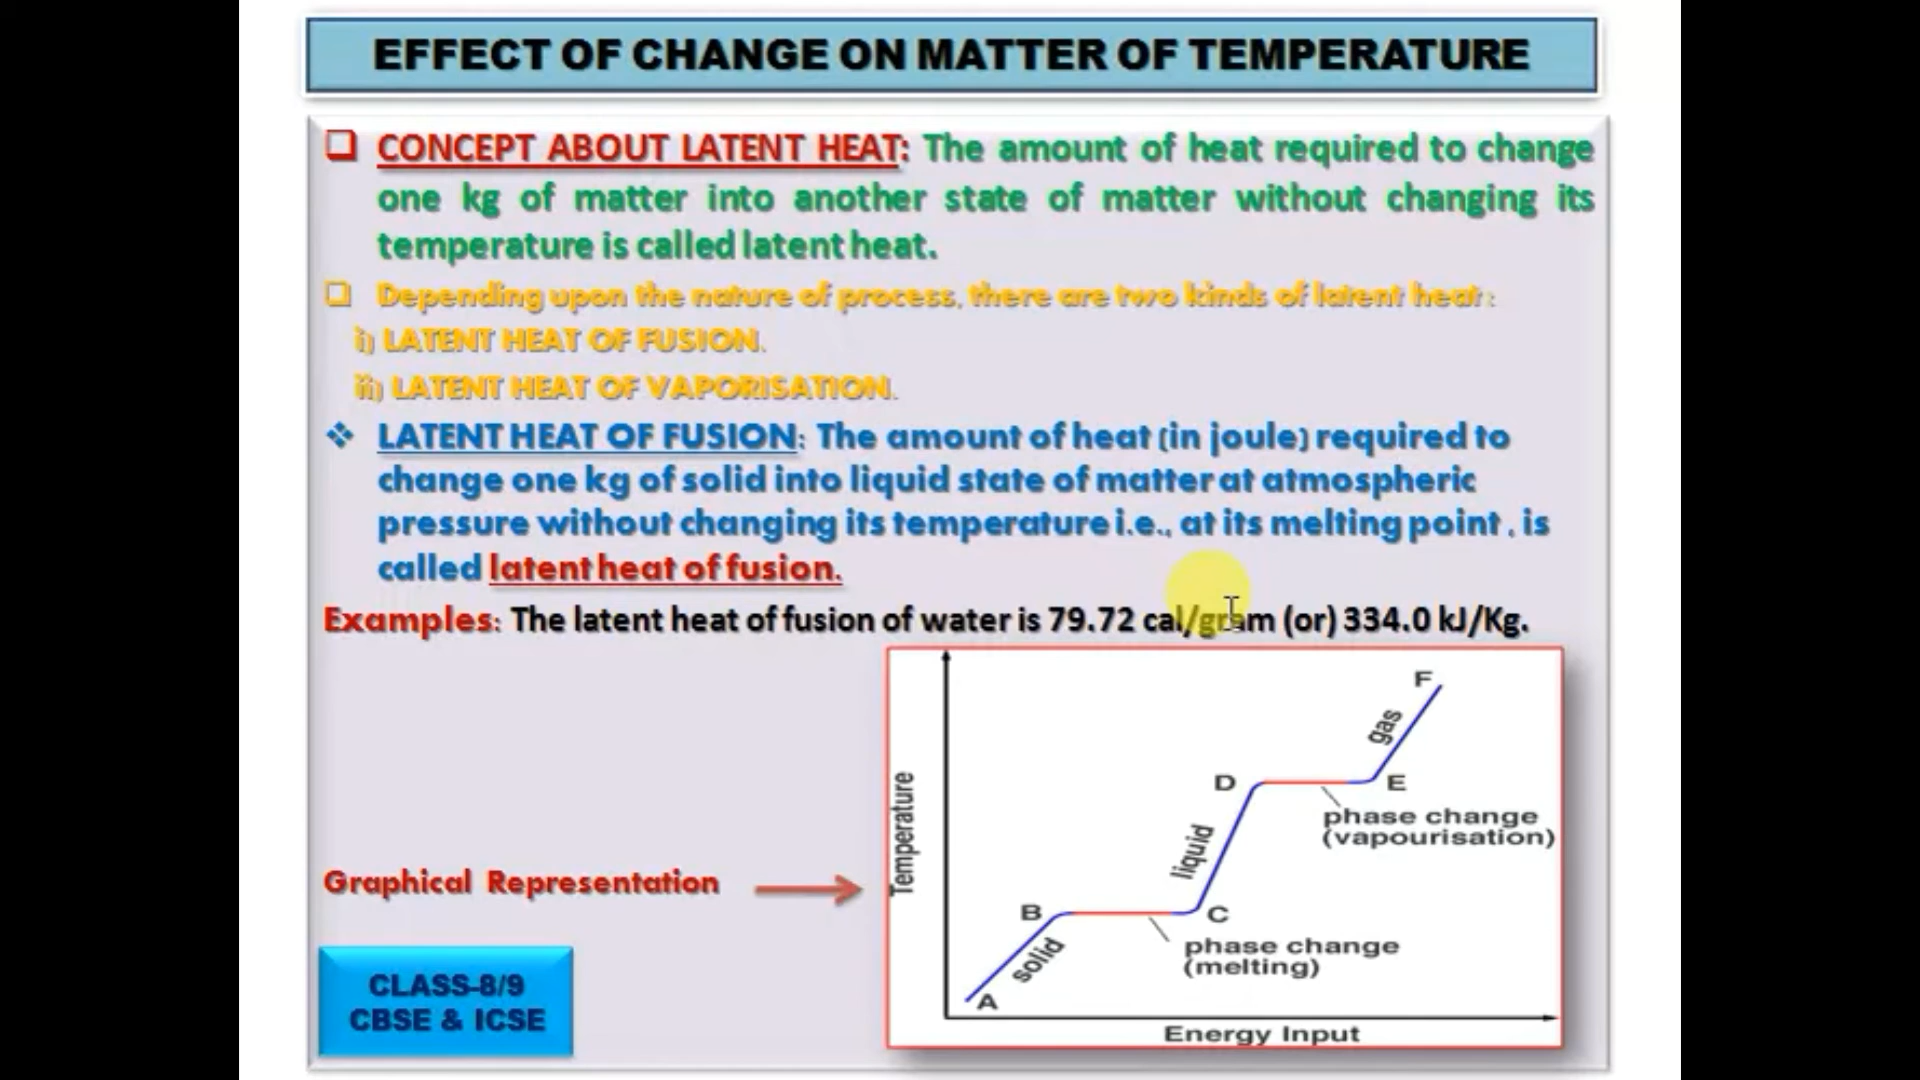 EFFECT OF CHANGE ON MATTER OF TEMPERATURE
CONCEPT ABOUT LATENT HEAT: The amount of heat required to change
one kg of matter into another state of matter without changing its
temperature is called latent heat.
Depending upon the nature of process, there are two kinds of latent heat :
i) LATENT HEAT OF FUSION.
ii) LATENT HEAT OF VAPORISATION.
LATENT HEAT OF FUSION: The amount of heat (in joule) required to
change one kg of solid into liquid state of matter at atmospheric
pressure without changing its temperature i.e., at its melting point , is
called latent heat of fusion.
Examples: The latent heat of fusion of water is 79.72 cal/gram (or) 334.0 kJ/Kg.
Graphical Representation
CLASS-8/9
CBSE & ICSE
Temperature
F
gas
D
E
phase change
(vapourisation)
liquid
B
C
solid
phase change
(melting)
A
Energy Input